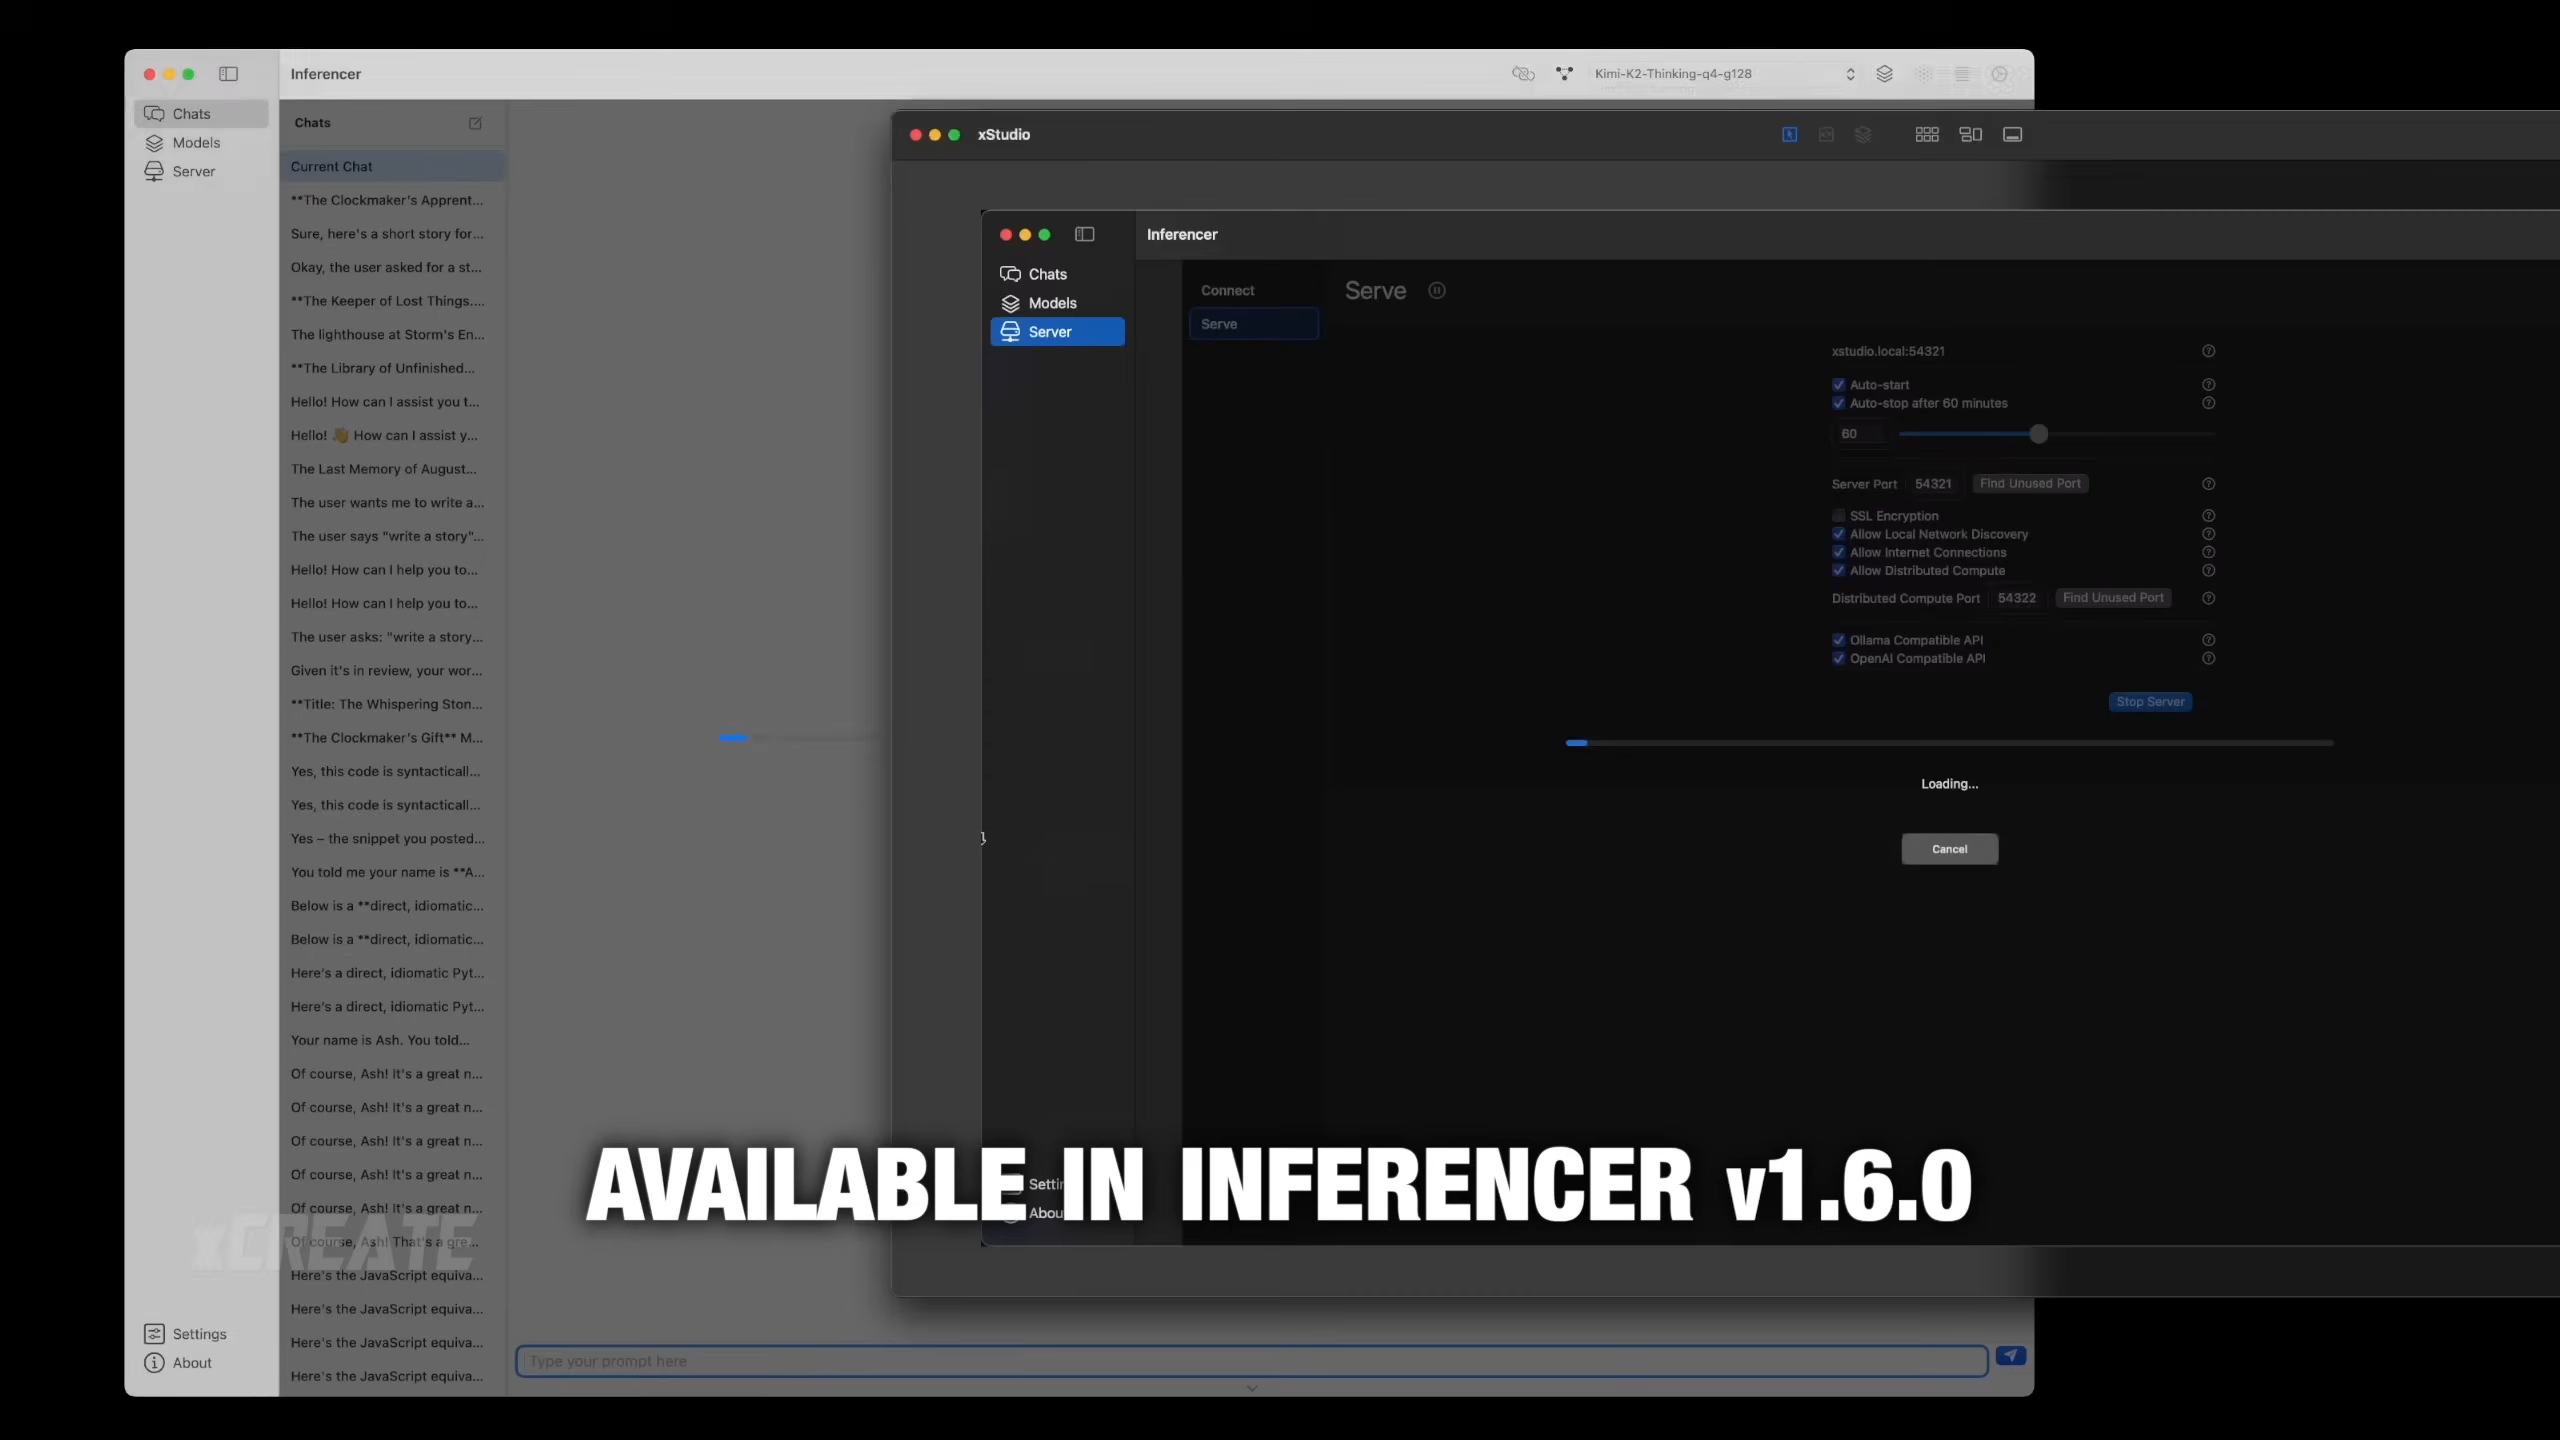 Inferencer
Kimi-K2-Thinking-q4-g128
Chats
Models
Server
Chats
Current Chat
**The Clockmaker's Apprent...
Sure, here's a short story for...
Okay, the user asked for a st...
**The Keeper of Lost Things....
The lighthouse at Storm's En...
**The Library of Unfinished...
Hello! How can I assist you t...
Hello! 👋 How can I assist y...
The Last Memory of August...
The user wants me to write a...
The user says "write a story"...
Hello! How can I help you to...
Hello! How can I help you to...
The user asks: "write a story...
Given it's in review, your wor...
**Title: The Whispering Ston...
**The Clockmaker's Gift** M...
Yes, this code is syntacticall...
Yes, this code is syntacticall...
Yes – the snippet you posted...
You told me your name is **A...
Below is a **direct, idiomatic...
Below is a **direct, idiomatic...
Here's a direct, idiomatic Pyt...
Here's a direct, idiomatic Pyt...
Your name is Ash. You told...
Of course, Ash! It's a great n...
Of course, Ash! It's a great n...
Of course, Ash! It's a great n...
Of course, Ash! It's a great n...
Of course, Ash! It's a great n...
Of course, Ash! That's a gre...
Here's the JavaScript equiva...
Here's the JavaScript equiva...
Here's the JavaScript equiva...
Here's the JavaScript equiva...
Settings
About
Type your prompt here
xStudio
Inferencer
Chats
Models
Server
Connect
Serve
Serve
xstudio.local:54321
Auto-start
Auto-stop after 60 minutes
60
Server Port 54321 Find Unused Port
SSL Encryption
Allow Local Network Discovery
Allow Internet Connections
Allow Distributed Compute
Distributed Compute Port 54322 Find Unused Port
Ollama Compatible API
OpenAI Compatible API
Stop Server
Loading...
Cancel
Settin
Abou
AVAILABLE IN INFERENCER v1.6.0
xCREATE